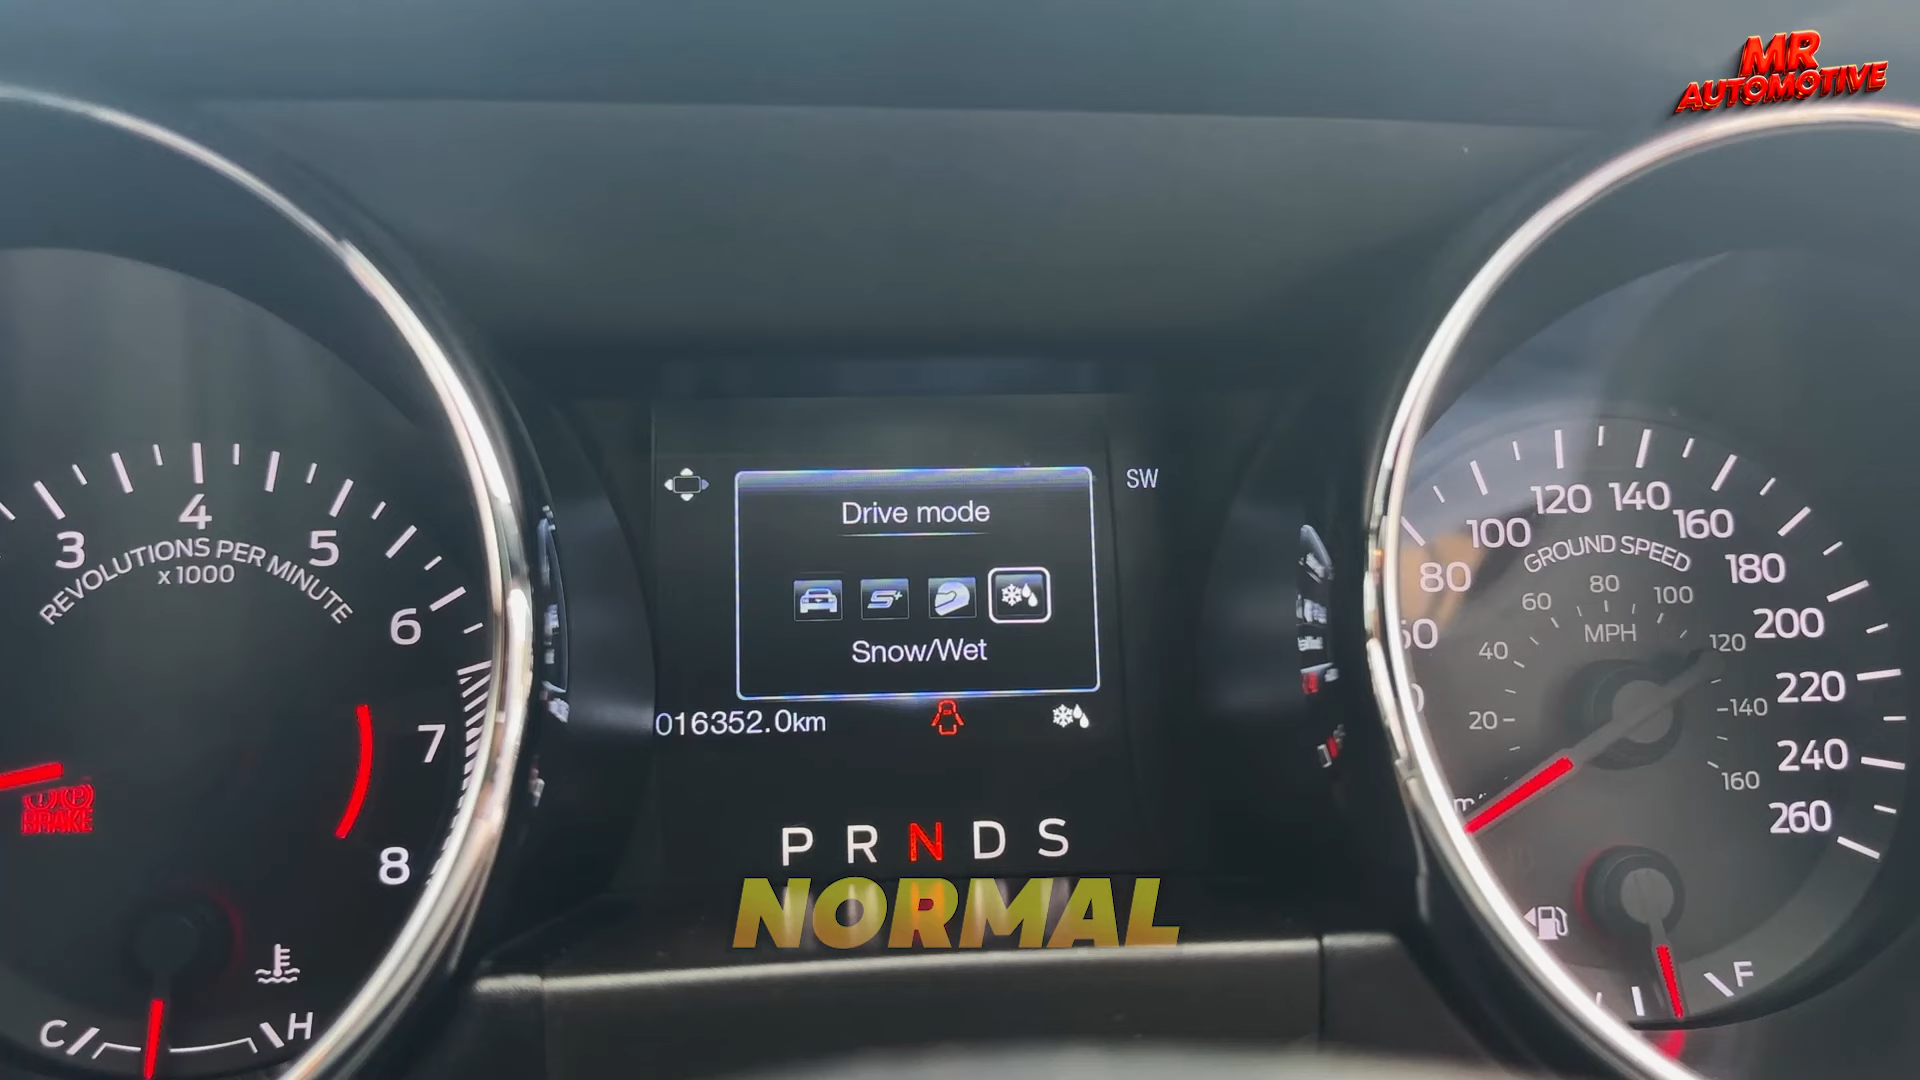 MR
AUTOMOTIVE
3 4 5 6 7 8
REVOLUTIONS PER MINUTE
x 1000
BRAKE
C H
SW
Drive mode
S+
Snow/Wet
016352.0km
P R N D S
NORMAL
80 100 120 140 160 180 200 220 240 260
GROUND SPEED
20 40 60 80 100 120 140 160
MPH
F